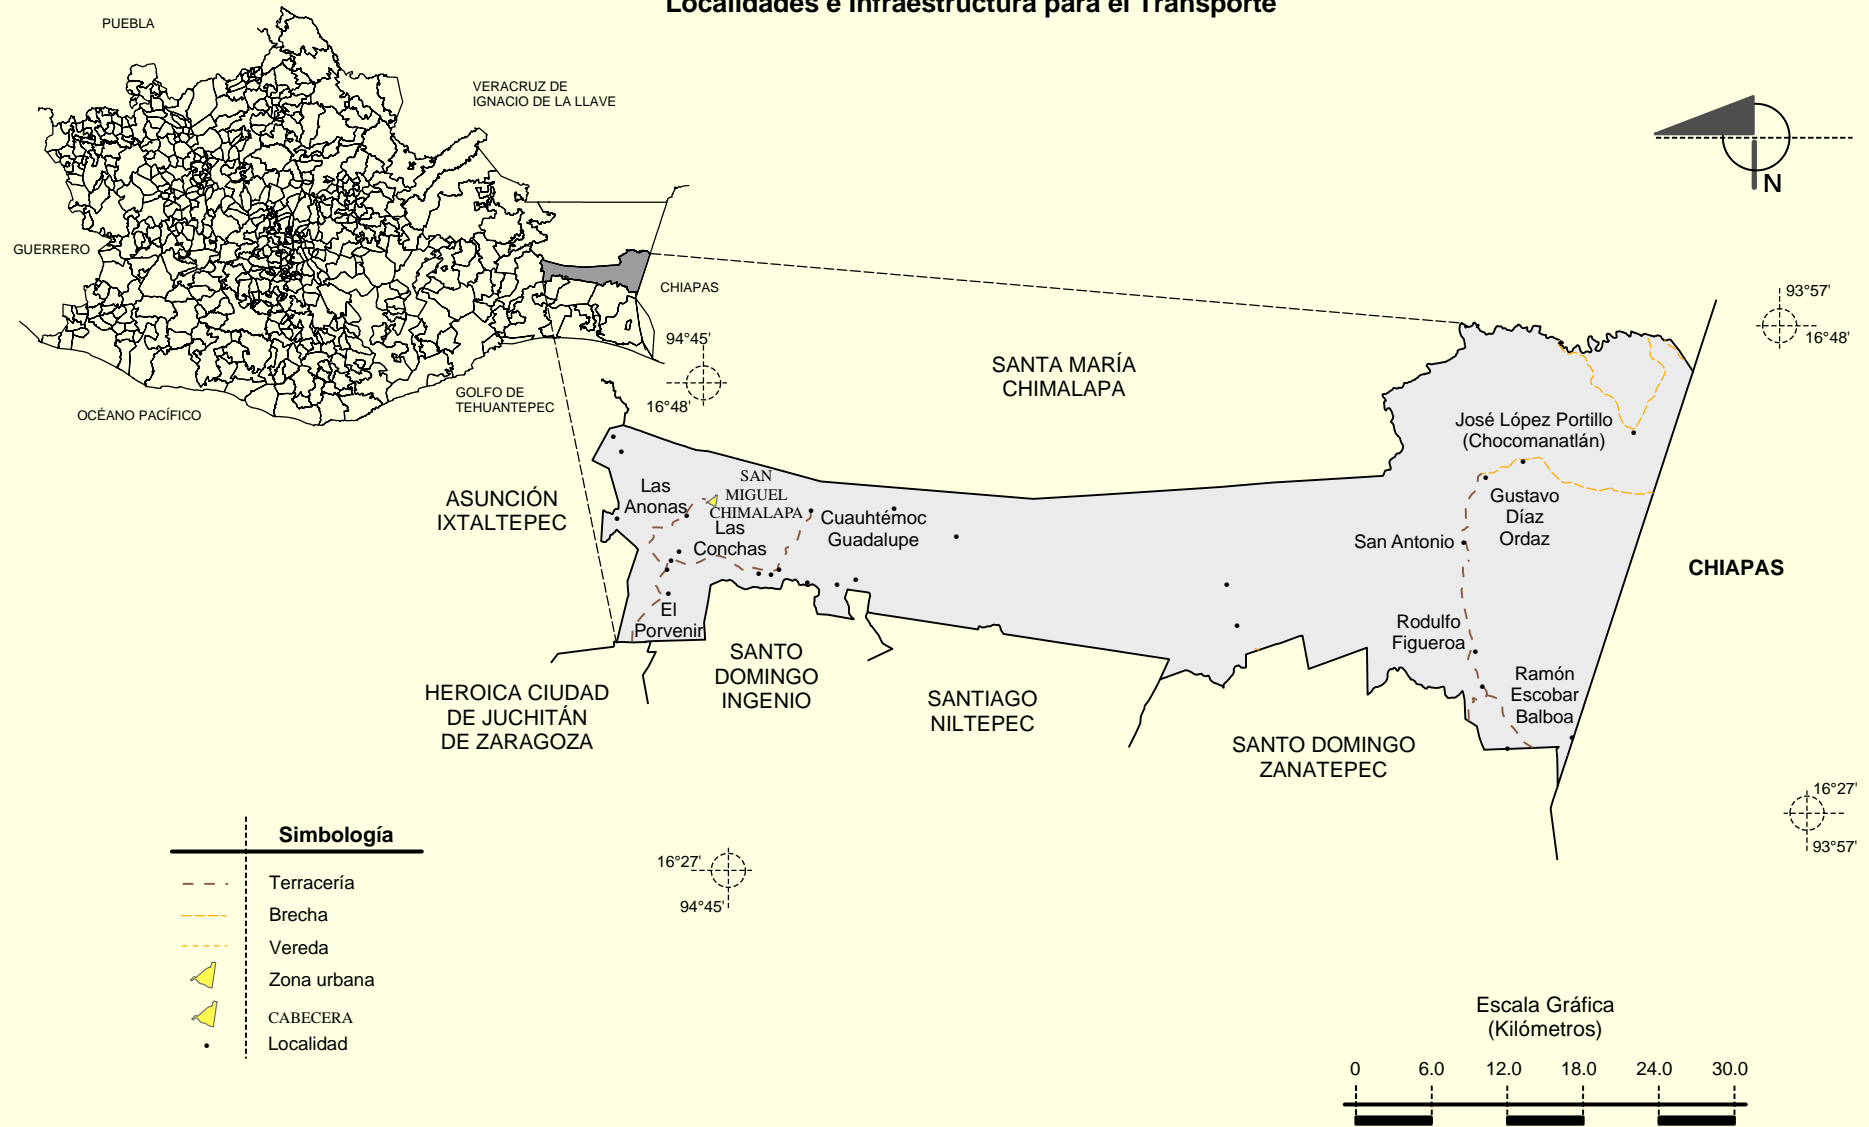 Localidades e Infraestructura para el Transporte
PUEBLA
VERACRUZ DE
IGNACIO DE LA LLAVE
GUERRERO
CHIAPAS
OCÉANO PACÍFICO
GOLFO DE
TEHUANTEPEC
N
94°45'
16°48'
93°57'
16°48'
SANTA MARÍA
CHIMALAPA
José López Portillo
(Chocomanatlán)
ASUNCIÓN
IXTALTEPEC
Las
Anonas
SAN
MIGUEL
CHIMALAPA
Las
Conchas
Cuauhtémoc
Guadalupe
Gustavo
Díaz
Ordaz
San Antonio
CHIAPAS
El
Porvenir
Rodulfo
Figueroa
Ramón
Escobar
Balboa
HEROICA CIUDAD
DE JUCHITÁN
DE ZARAGOZA
SANTO
DOMINGO
INGENIO
SANTIAGO
NILTEPEC
SANTO DOMINGO
ZANATEPEC
16°27'
93°57'
16°27'
94°45'
Simbología
Terracería
Brecha
Vereda
Zona urbana
CABECERA
Localidad
Escala Gráfica
(Kilómetros)
0 6.0 12.0 18.0 24.0 30.0